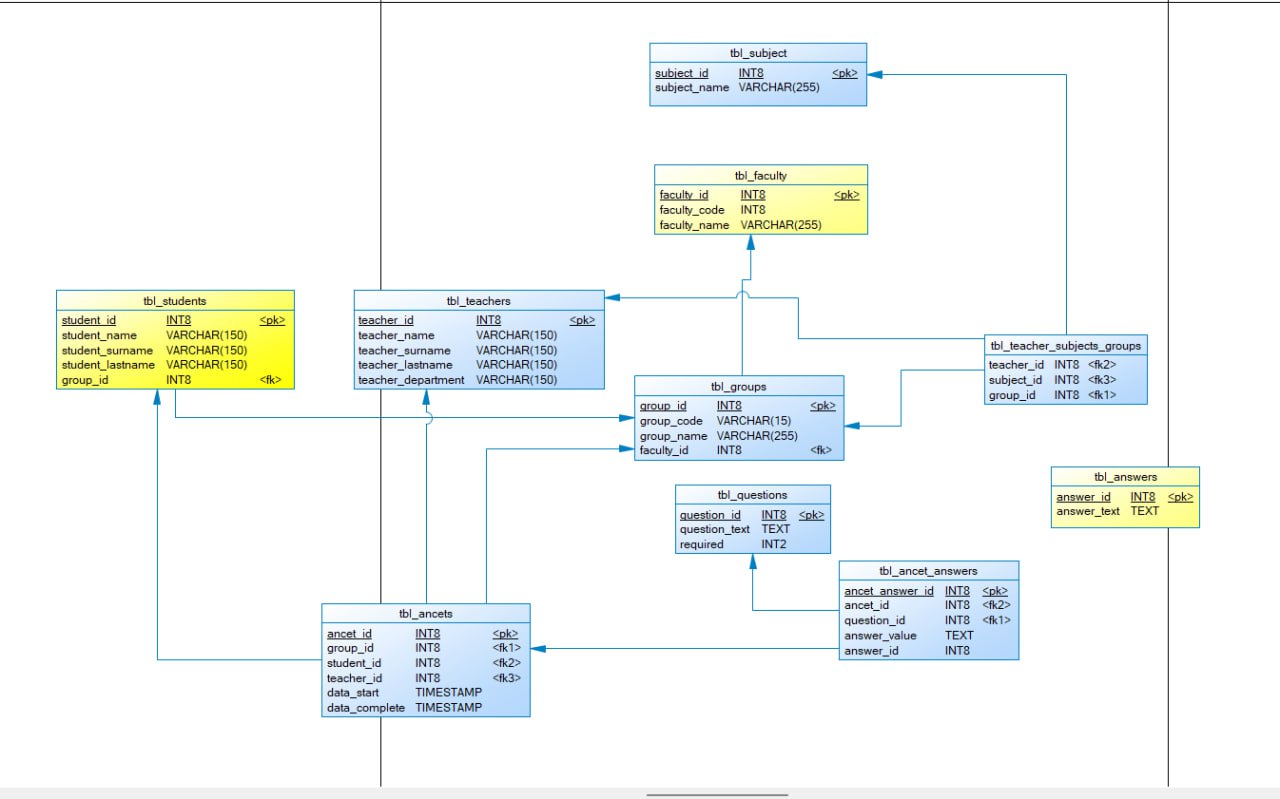 tbl_subject
subject_id INT8 <pk>
subject_name VARCHAR(255)
tbl_faculty
faculty_id INT8 <pk>
faculty_code INT8
faculty_name VARCHAR(255)
tbl_students
student_id INT8 <pk>
student_name VARCHAR(150)
student_surname VARCHAR(150)
student_lastname VARCHAR(150)
group_id INT8 <fk>
tbl_teachers
teacher_id INT8 <pk>
teacher_name VARCHAR(150)
teacher_surname VARCHAR(150)
teacher_lastname VARCHAR(150)
teacher_department VARCHAR(150)
tbl_teacher_subjects_groups
teacher_id INT8 <fk2>
subject_id INT8 <fk3>
group_id INT8 <fk1>
tbl_groups
group_id INT8 <pk>
group_code VARCHAR(15)
group_name VARCHAR(255)
faculty_id INT8 <fk>
tbl_answers
answer_id INT8 <pk>
answer_text TEXT
tbl_questions
question_id INT8 <pk>
question_text TEXT
required INT2
tbl_ancet_answers
ancet_answer_id INT8 <pk>
ancet_id INT8 <fk2>
question_id INT8 <fk1>
answer_value TEXT
answer_id INT8
tbl_ancets
ancet_id INT8 <pk>
group_id INT8 <fk1>
student_id INT8 <fk2>
teacher_id INT8 <fk3>
data_start TIMESTAMP
data_complete TIMESTAMP